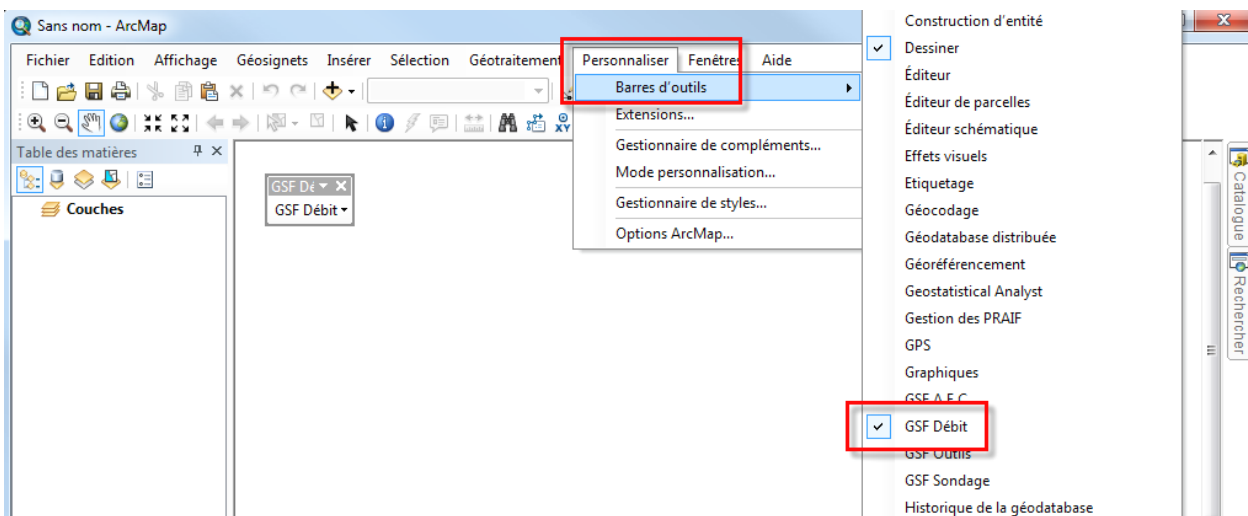 Sans nom - ArcMap
Fichier Edition Affichage Géosignets Insérer Sélection Géotraitement Personnaliser Fenêtres Aide
Table des matières
Couches
GSF Dé
GSF Débit
Barres d'outils
Extensions...
Gestionnaire de compléments...
Mode personnalisation...
Gestionnaire de styles...
Options ArcMap...
Construction d'entité
Dessiner
Éditeur
Éditeur de parcelles
Éditeur schématique
Effets visuels
Etiquetage
Géocodage
Géodatabase distribuée
Géoréférencement
Geostatistical Analyst
Gestion des PRAIF
GPS
Graphiques
GSF A.E.C.
GSF Débit
GSF Outils
GSF Sondage
Historique de la géodatabase
Catalogue
Rechercher